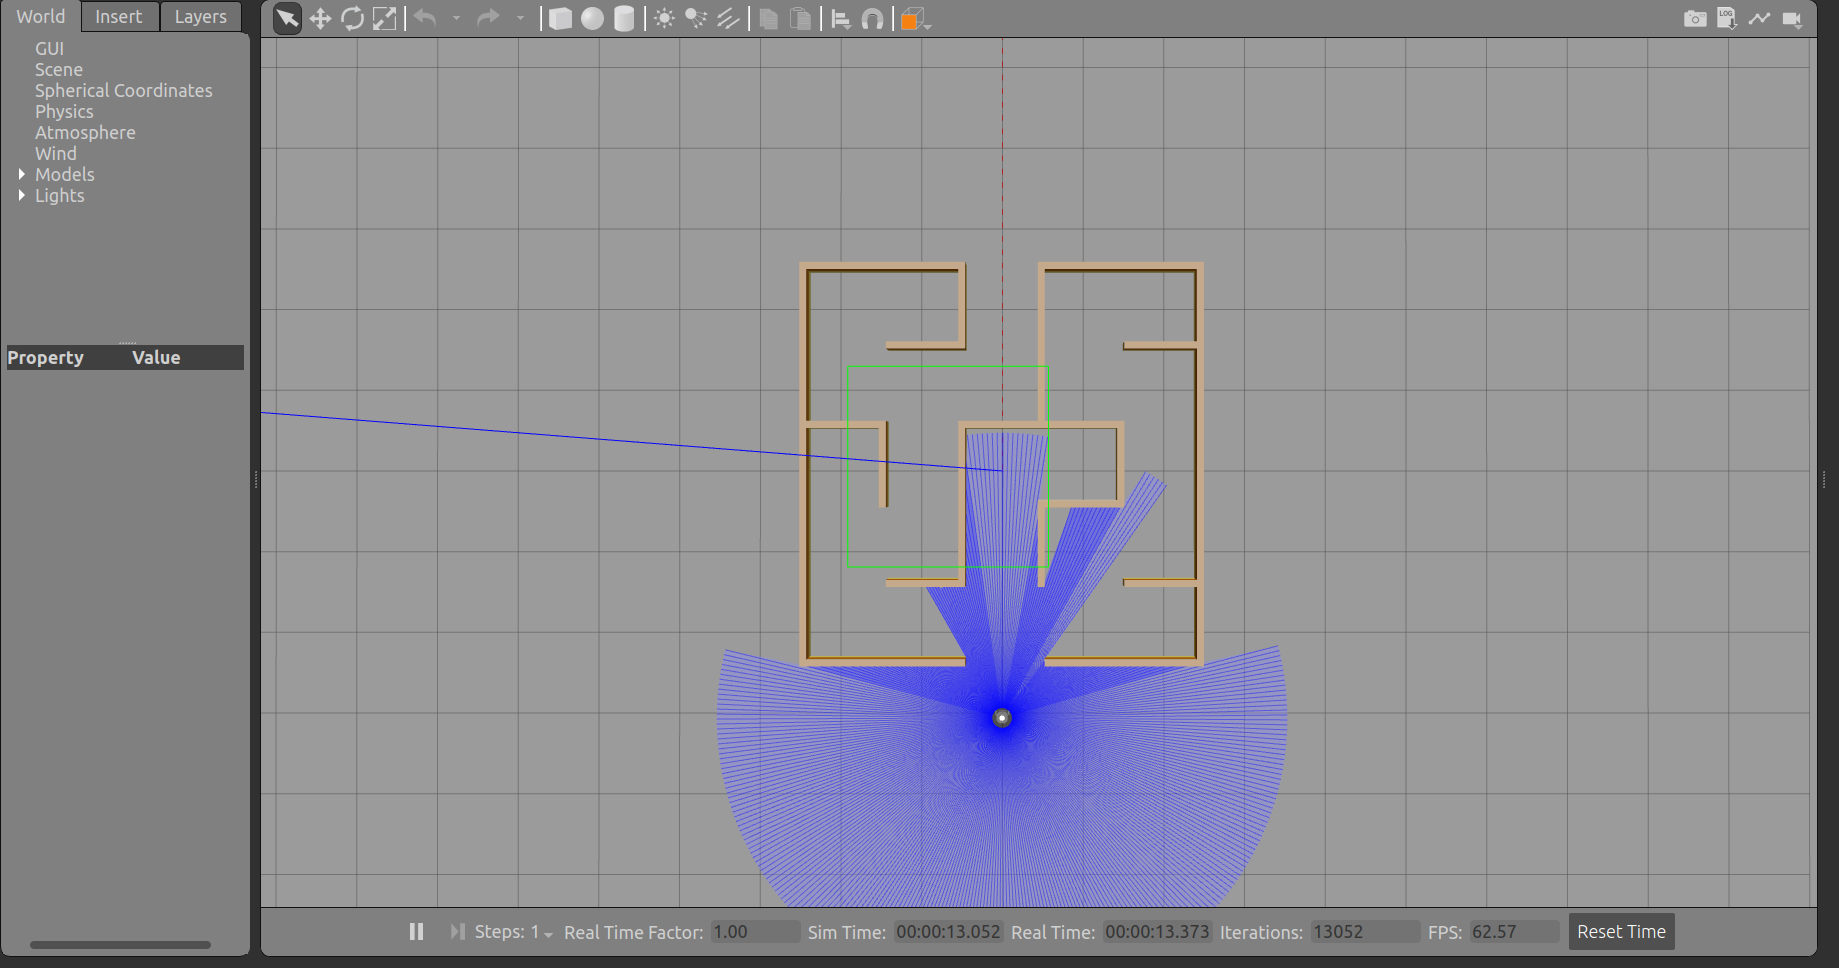 World Insert Layers
GUI
Scene
Spherical Coordinates
Physics
Atmosphere
Wind
Models
Lights
Property Value
LOG
Steps: 1 Real Time Factor: 1.00 Sim Time: 00:00:13.052 Real Time: 00:00:13.373 Iterations: 13052 FPS: 62.57 Reset Time